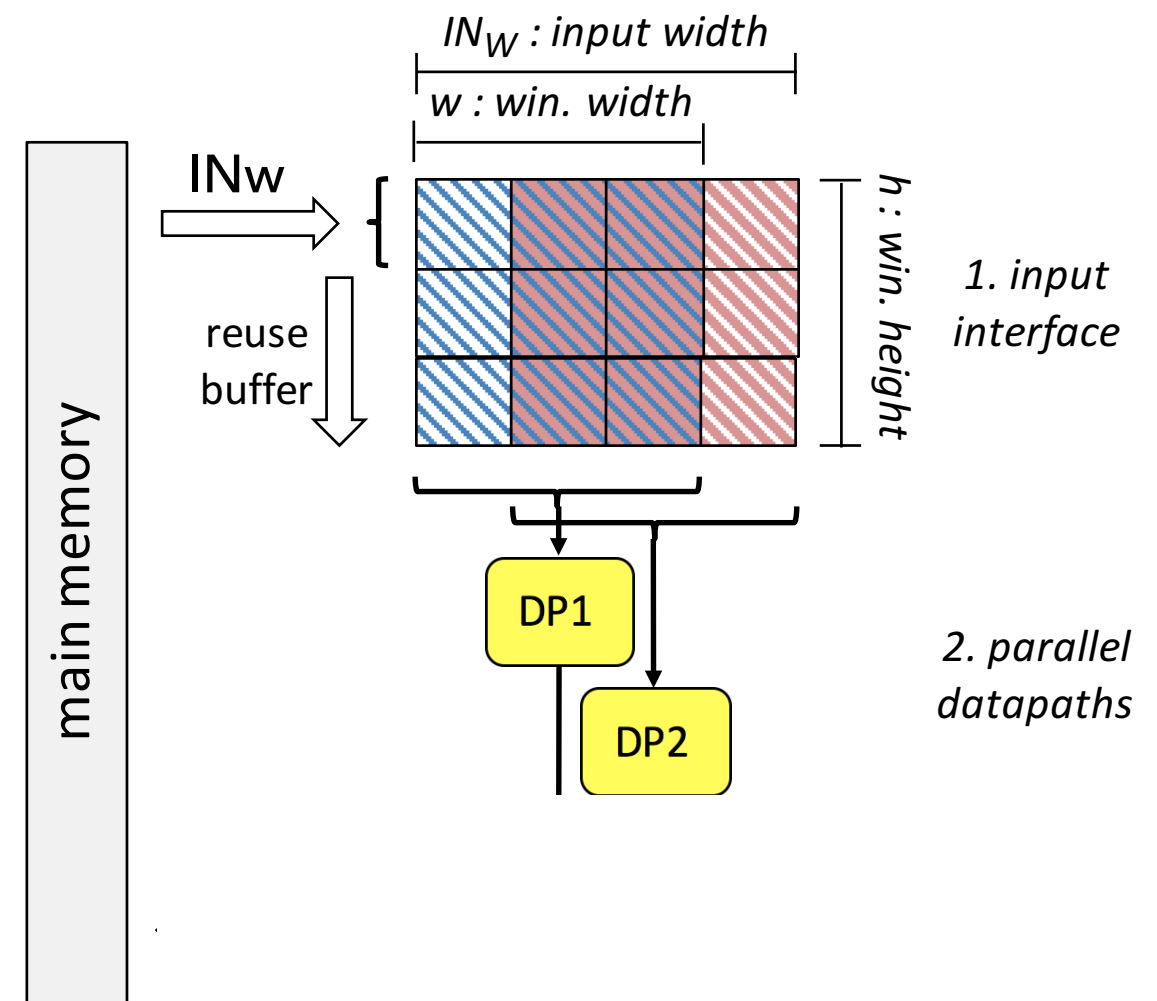 IN_W : input width
w : win. width
INw
reuse
buffer
main memory
h : win. height
1. input
interface
DP1
DP2
2. parallel
datapaths